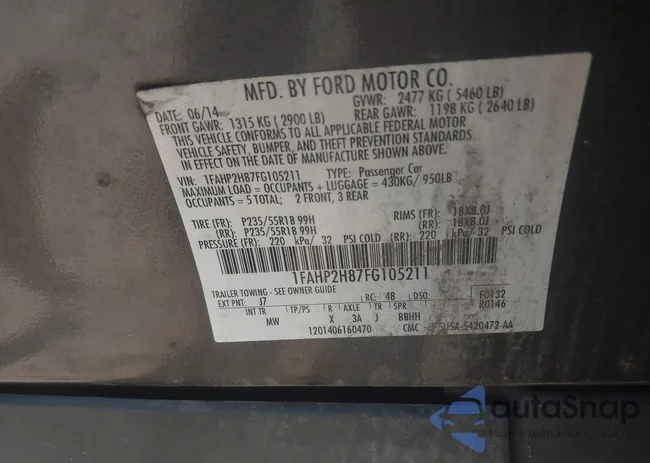 MFD. BY FORD MOTOR CO.
DATE: 06/14 GVWR: 2477 KG ( 5460 LB)
FRONT GAWR: 1315 KG ( 2900 LB) REAR GAWR: 1198 KG ( 2640 LB)
THIS VEHICLE CONFORMS TO ALL APPLICABLE FEDERAL MOTOR
VEHICLE SAFETY, BUMPER, AND THEFT PREVENTION STANDARDS
IN EFFECT ON THE DATE OF MANUFACTURE SHOWN ABOVE.
VIN: 1FAHP2H87FG105211 TYPE: Passenger Car
MAXIMUM LOAD = OCCUPANTS + LUGGAGE = 430KG/ 950LB
OCCUPANTS = 5 TOTAL; 2 FRONT, 3 REAR
TIRE (FR): P235/55R18 99H RIMS (FR): 18X8.0J
(RR): P235/55R18 99H (RR): 18X8.0J
PRESSURE (FR): 220 kPa/ 32 PSI COLD (RR): 220 kPa/ 32 PSI COLD
1FAHP2H87FG105211
TRAILER TOWING - SEE OWNER GUIDE F0132
EXT PNT: J7 RC: 48 DSO: R0146
INT TR TP/PS R AXLE TR SPR
MW X 3A J BBHH
1201406160470 CMC
autoSnap